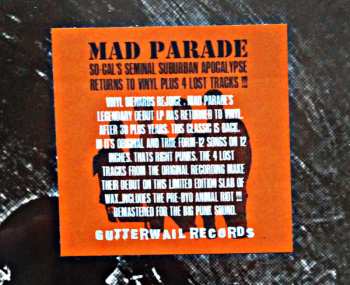 MAD PARADE
SO-CAL'S SEMINAL SUBURBAN APOCALYPSE
RETURNS TO VINYL PLUS 4 LOST TRACKS !!!
VINYL DIEHARDS REJOICE . MAD PARADE'S
LEGENDARY DEBUT LP HAS RETURNED TO VINYL.
AFTER 30 PLUS YEARS. THIS CLASSIC IS BACK.
IN IT'S ORIGINAL AND TRUE FORM-12 SONGS ON 12
INCHES. THATS RIGHT PUNKS. THE 4 LOST
TRACKS FROM THE ORIGINAL RECORDING MAKE
THEIR DEBUT ON THIS LIMITED EDITION SLAB OF
WAX..INCLUDES THE PRE-BYO ANIMAL RIOT !!!
REMASTERED FOR THE BIG PUNK SOUND.
GUTTERWAIL RECORDS